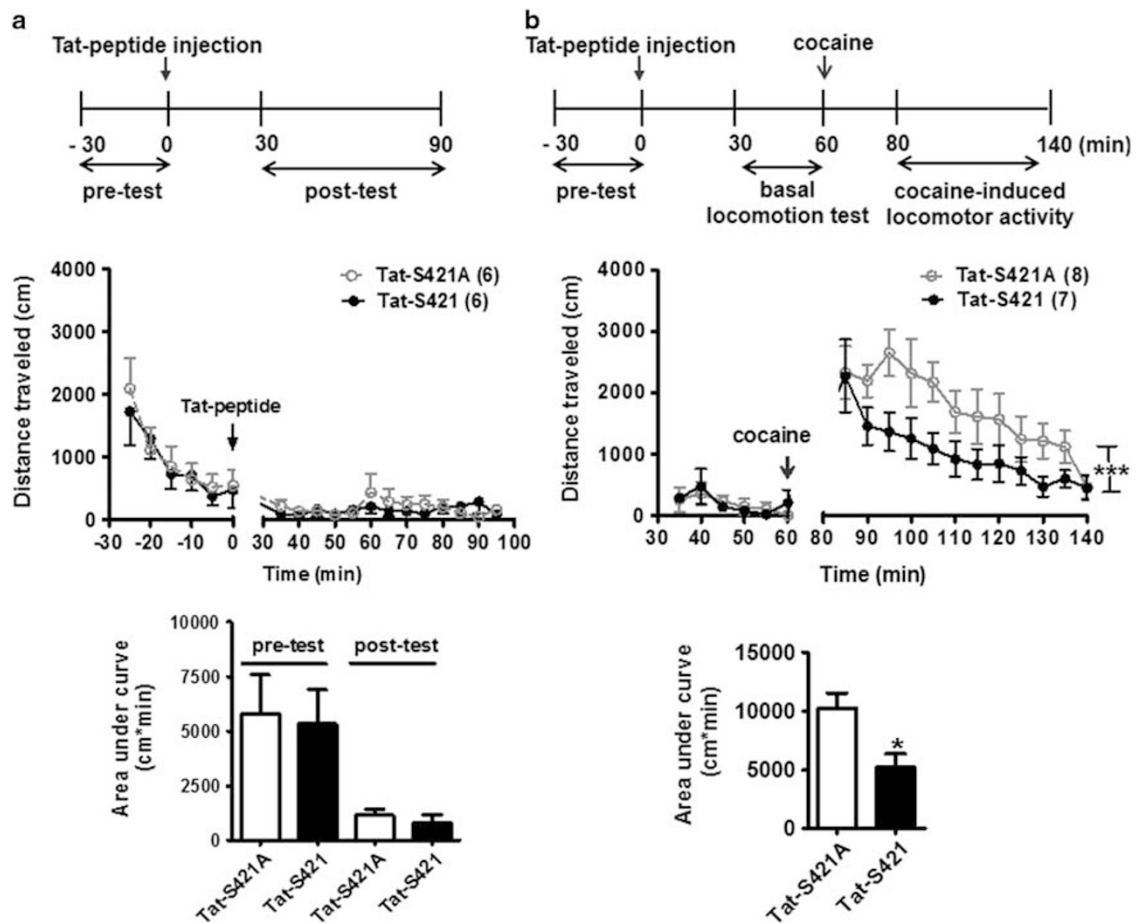 a
Tat-peptide injection
- 30 0 30 90
pre-test post-test
4000
3000
2000
1000
0
Distance traveled (cm)
Tat-S421A (6)
Tat-S421 (6)
Tat-peptide
-30 -20 -10 0 30 40 50 60 70 80 90 100
Time (min)
10000
7500
5000
2500
0
Area under curve
(cm*min)
pre-test post-test
Tat-S421A Tat-S421 Tat-S421A Tat-S421
b
Tat-peptide injection cocaine
- 30 0 30 60 80 140 (min)
pre-test basal cocaine-induced
locomotion test locomotor activity
4000
3000
2000
1000
0
Distance traveled (cm)
Tat-S421A (8)
Tat-S421 (7)
cocaine
***
30 40 50 60 80 90 100 110 120 130 140
Time (min)
15000
10000
5000
0
Area under curve
(cm*min)
*
Tat-S421A Tat-S421